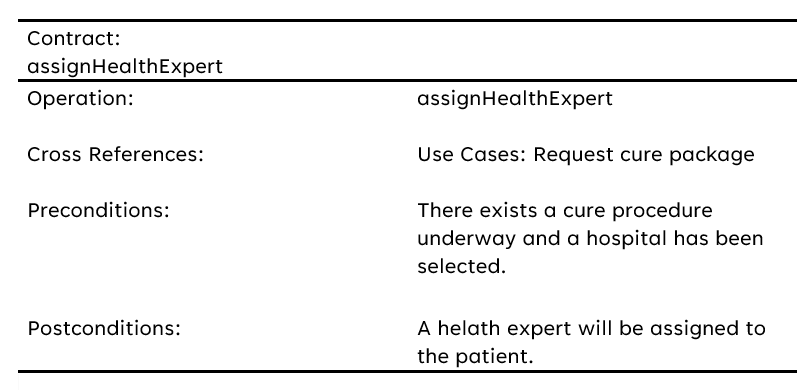 Contract:
assignHealthExpert
Operation: assignHealthExpert
Cross References: Use Cases: Request cure package
Preconditions: There exists a cure procedure
underway and a hospital has been
selected.
Postconditions: A helath expert will be assigned to
the patient.